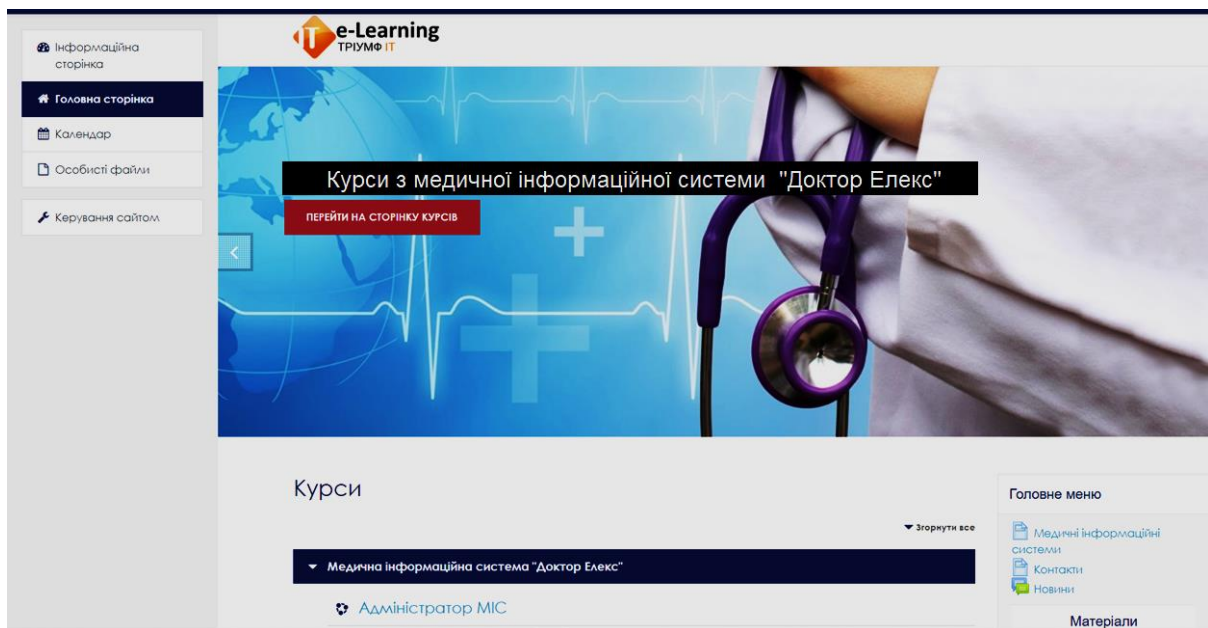 e-Learning
ТРІУМФ ІТ
Інформаційна
сторінка
Головна сторінка
Календар
Особисті файли
Керування сайтом
Курси з медичної інформаційної системи "Доктор Елекс"
ПЕРЕЙТИ НА СТОРІНКУ КУРСІВ
Курси
Згорнути все
Медична інформаційна система "Доктор Елекс"
Адміністратор МІС
Головне меню
Медичні інформаційні
системи
Контакти
Новини
Матеріали